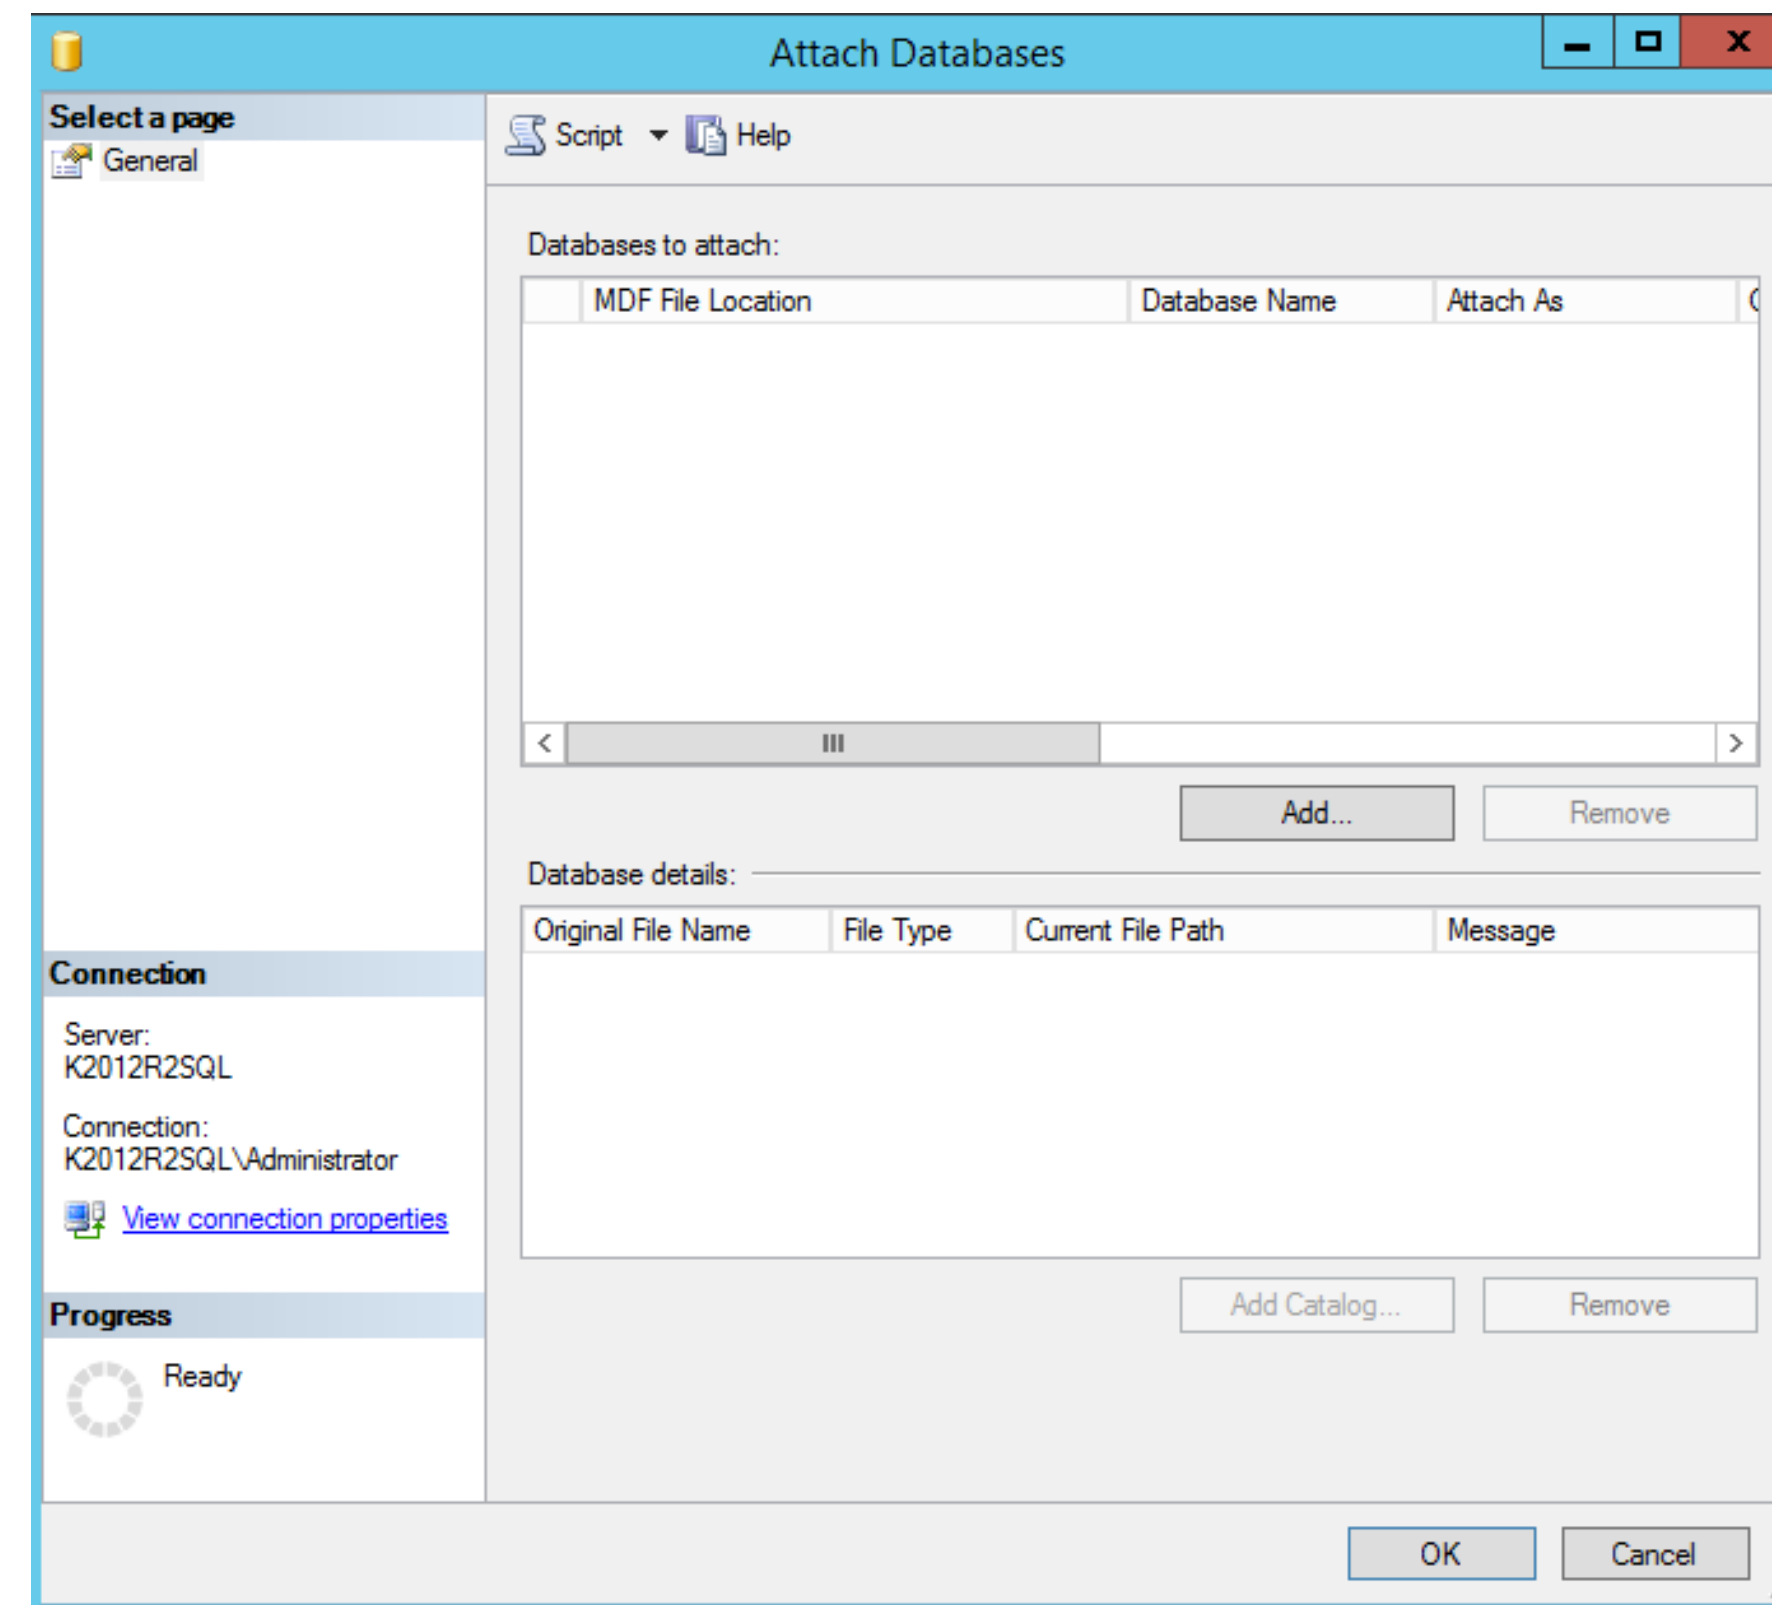 Attach Databases
Select a page
General
Script
Help
Databases to attach:
MDF File Location
Database Name
Attach As
Add...
Remove
Database details:
Original File Name
File Type
Current File Path
Message
Connection
Server:
K2012R2SQL
Connection:
K2012R2SQL\Administrator
View connection properties
Add Catalog...
Remove
Progress
Ready
OK
Cancel